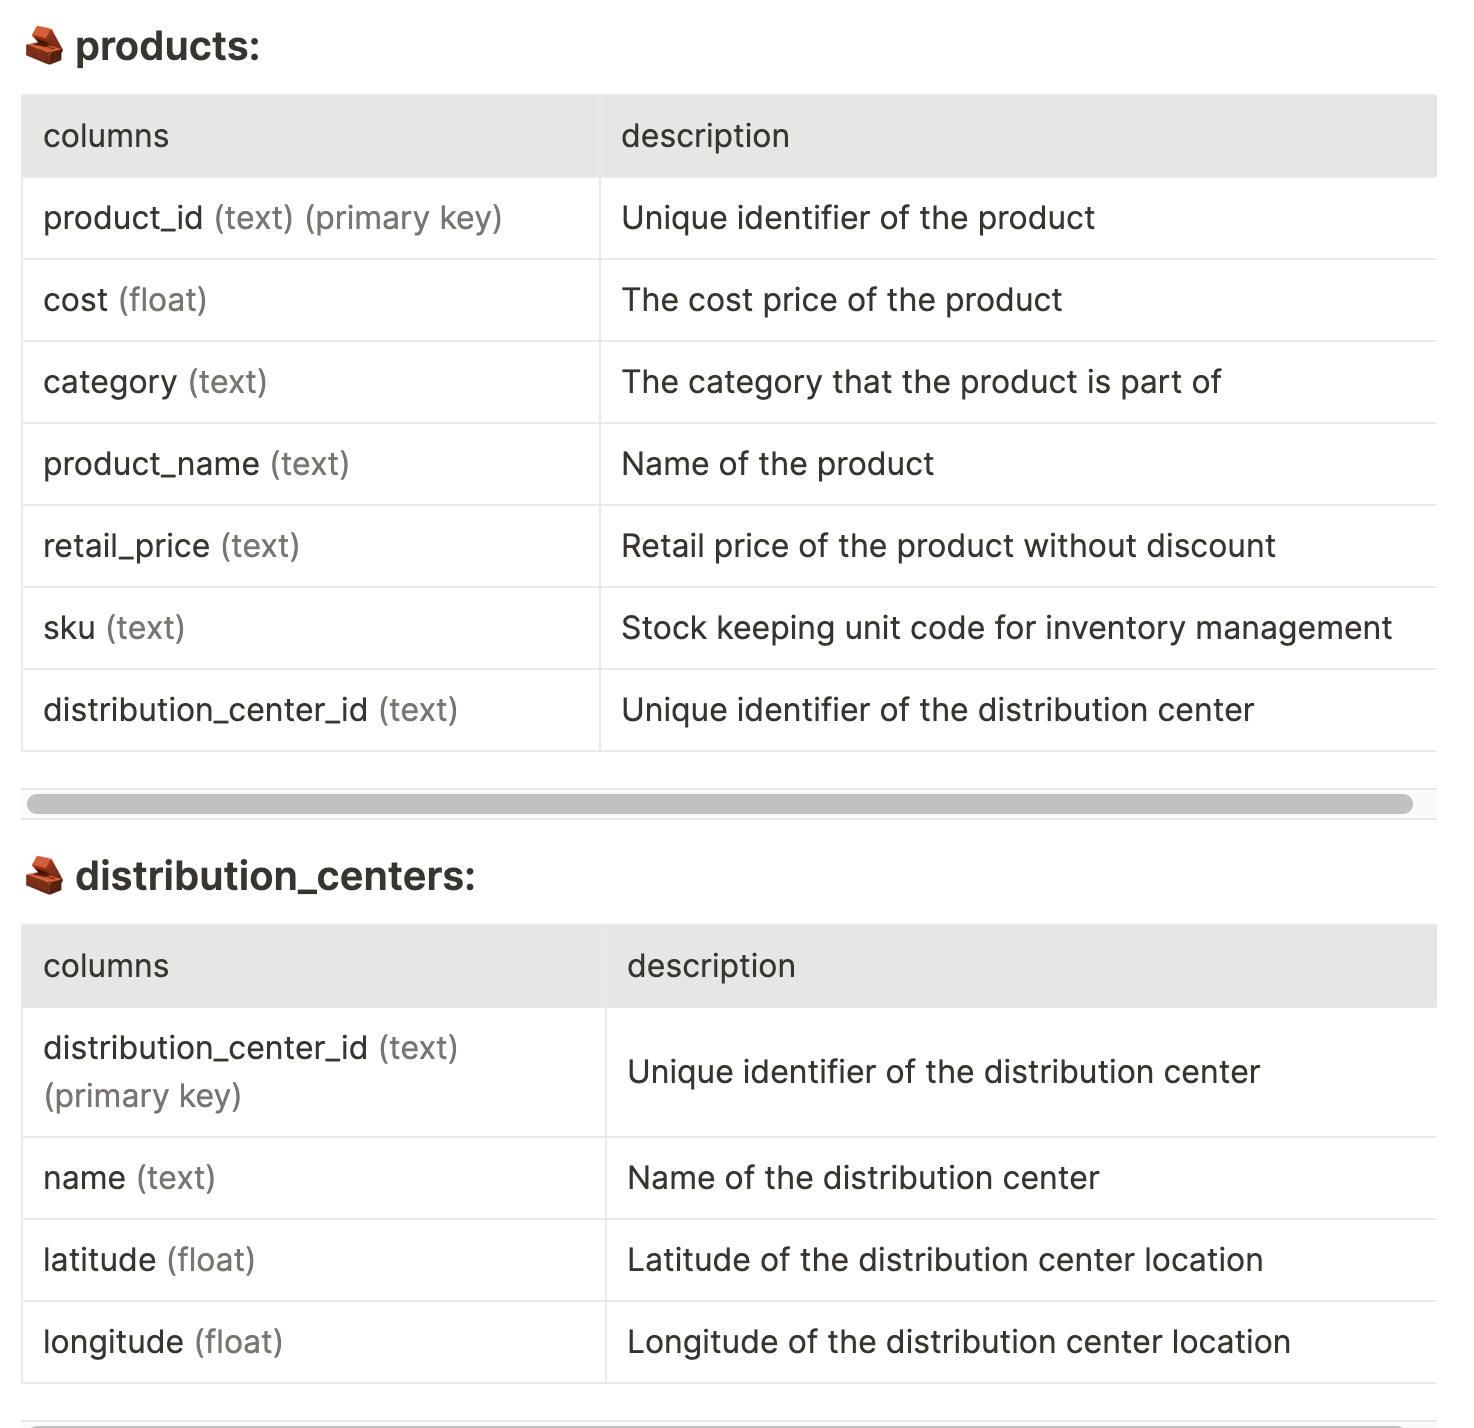 products:
columns description
product_id (text) (primary key) Unique identifier of the product
cost (float) The cost price of the product
category (text) The category that the product is part of
product_name (text) Name of the product
retail_price (text) Retail price of the product without discount
sku (text) Stock keeping unit code for inventory management
distribution_center_id (text) Unique identifier of the distribution center
distribution_centers:
columns description
distribution_center_id (text)
(primary key) Unique identifier of the distribution center
name (text) Name of the distribution center
latitude (float) Latitude of the distribution center location
longitude (float) Longitude of the distribution center location